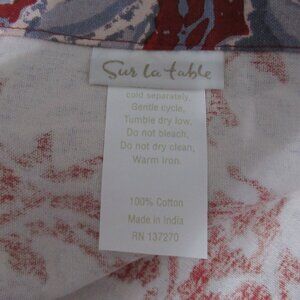 Sur la table
cold separately,
Gentle cycle,
Tumble dry low,
Do not bleach,
Do not dry clean,
Warm Iron.
100% Cotton
Made in India
RN 137270